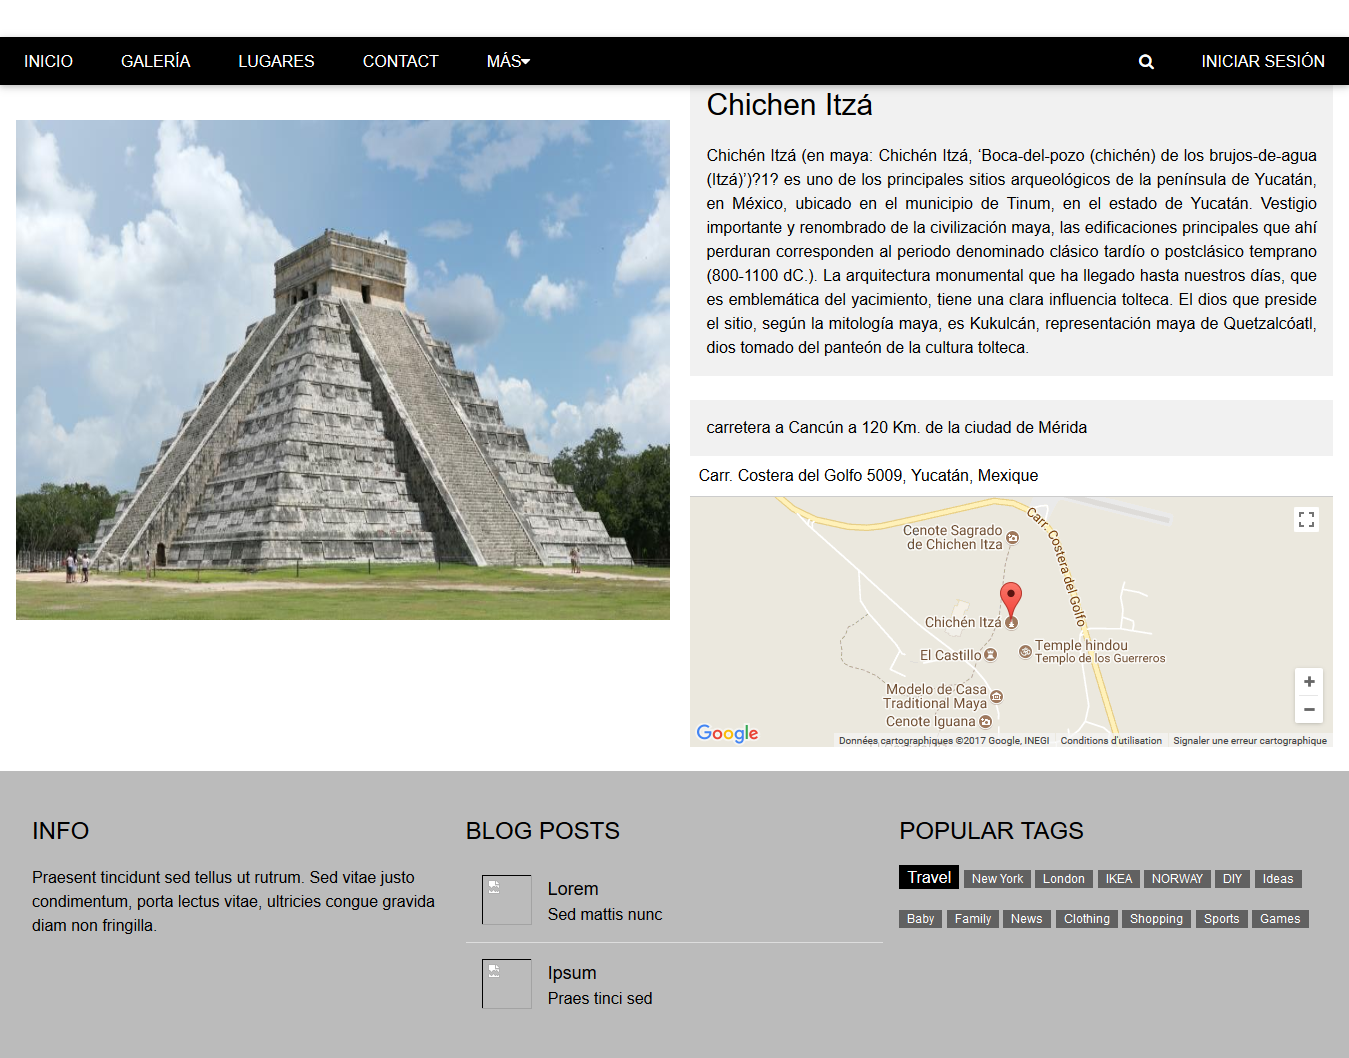 INICIO GALERÍA LUGARES CONTACT MÁS INICIAR SESIÓN
Chichen Itzá
Chichén Itzá (en maya: Chichén Itzá, ‘Boca-del-pozo (chichén) de los brujos-de-agua
(Itzá)’)?1? es uno de los principales sitios arqueológicos de la península de Yucatán,
en México, ubicado en el municipio de Tinum, en el estado de Yucatán. Vestigio
importante y renombrado de la civilización maya, las edificaciones principales que ahí
perduran corresponden al periodo denominado clásico tardío o postclásico temprano
(800-1100 dC.). La arquitectura monumental que ha llegado hasta nuestros días, que
es emblemática del yacimiento, tiene una clara influencia tolteca. El dios que preside
el sitio, según la mitología maya, es Kukulcán, representación maya de Quetzalcóatl,
dios tomado del panteón de la cultura tolteca.
carretera a Cancún a 120 Km. de la ciudad de Mérida
Carr. Costera del Golfo 5009, Yucatán, Mexique
Cenote Sagrado
de Chichen Itza
Carr. Costera del Golfo
Chichén Itzá
El Castillo
Temple hindou
Templo de los Guerreros
Modelo de Casa
Traditional Maya
Cenote Iguana
Google
Données cartographiques ©2017 Google, INEGI Conditions d'utilisation Signaler une erreur cartographique
INFO
Praesent tincidunt sed tellus ut rutrum. Sed vitae justo
condimentum, porta lectus vitae, ultricies congue gravida
diam non fringilla.
BLOG POSTS
Lorem
Sed mattis nunc
Ipsum
Praes tinci sed
POPULAR TAGS
Travel New York London IKEA NORWAY DIY Ideas
Baby Family News Clothing Shopping Sports Games